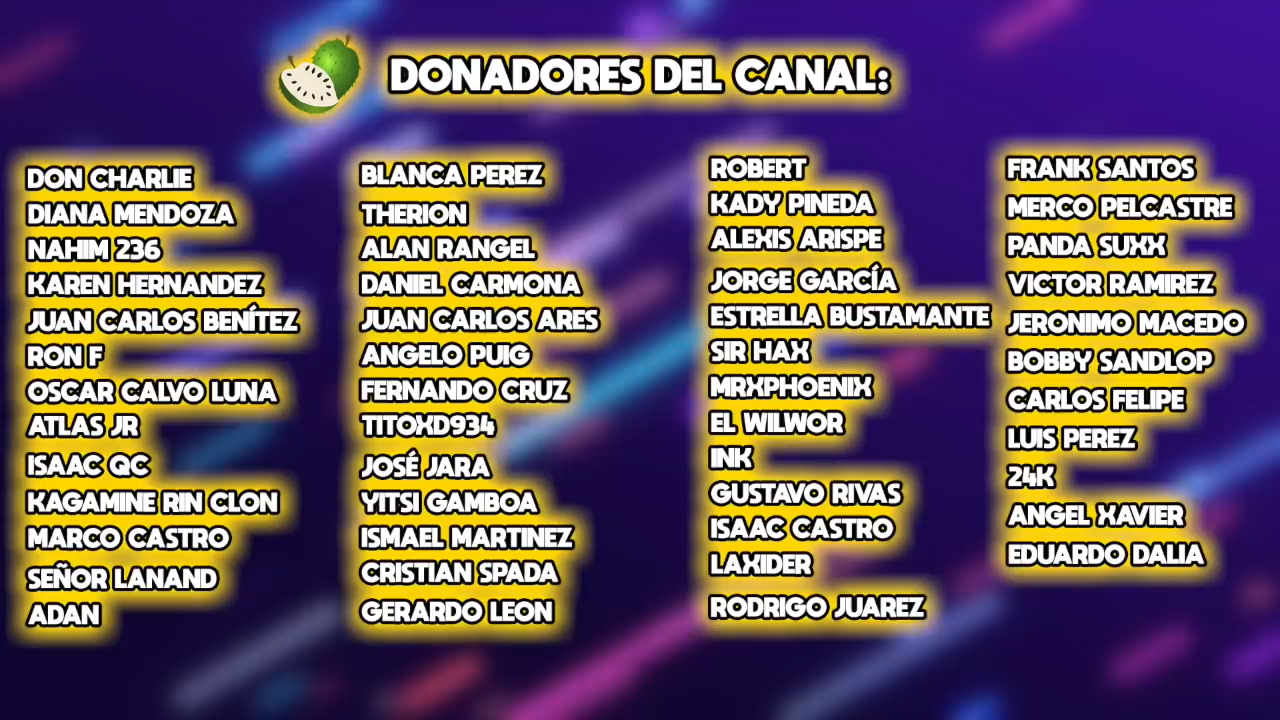 DONADORES DEL CANAL:
DON CHARLIE
DIANA MENDOZA
NAHIM 236
KAREN HERNANDEZ
JUAN CARLOS BENÍTEZ
RON F
OSCAR CALVO LUNA
ATLAS JR
ISAAC QC
KAGAMINE RIN CLON
MARCO CASTRO
SEÑOR LANAND
ADAN
BLANCA PEREZ
THERION
ALAN RANGEL
DANIEL CARMONA
JUAN CARLOS ARES
ANGELO PUIG
FERNANDO CRUZ
TITOXD934
JOSÉ JARA
YITSI GAMBOA
ISMAEL MARTINEZ
CRISTIAN SPADA
GERARDO LEON
ROBERT
KADY PINEDA
ALEXIS ARISPE
JORGE GARCÍA
ESTRELLA BUSTAMANTE
SIR HAX
MRXPHOENIX
EL WILWOR
INK
GUSTAVO RIVAS
ISAAC CASTRO
LAXIDER
RODRIGO JUAREZ
FRANK SANTOS
MERCO PELCASTRE
PANDA SUXX
VICTOR RAMIREZ
JERONIMO MACEDO
BOBBY SANDLOP
CARLOS FELIPE
LUIS PEREZ
24K
ANGEL XAVIER
EDUARDO DALIA